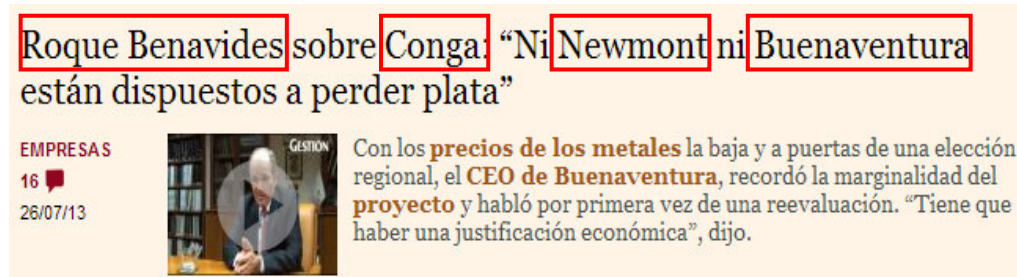 Roque Benavides sobre Conga: “Ni Newmont ni Buenaventura
están dispuestos a perder plata”
EMPRESAS
16
26/07/13
GESTIÓN
Con los precios de los metales la baja y a puertas de una elección
regional, el CEO de Buenaventura, recordó la marginalidad del
proyecto y habló por primera vez de una reevaluación. “Tiene que
haber una justificación económica”, dijo.